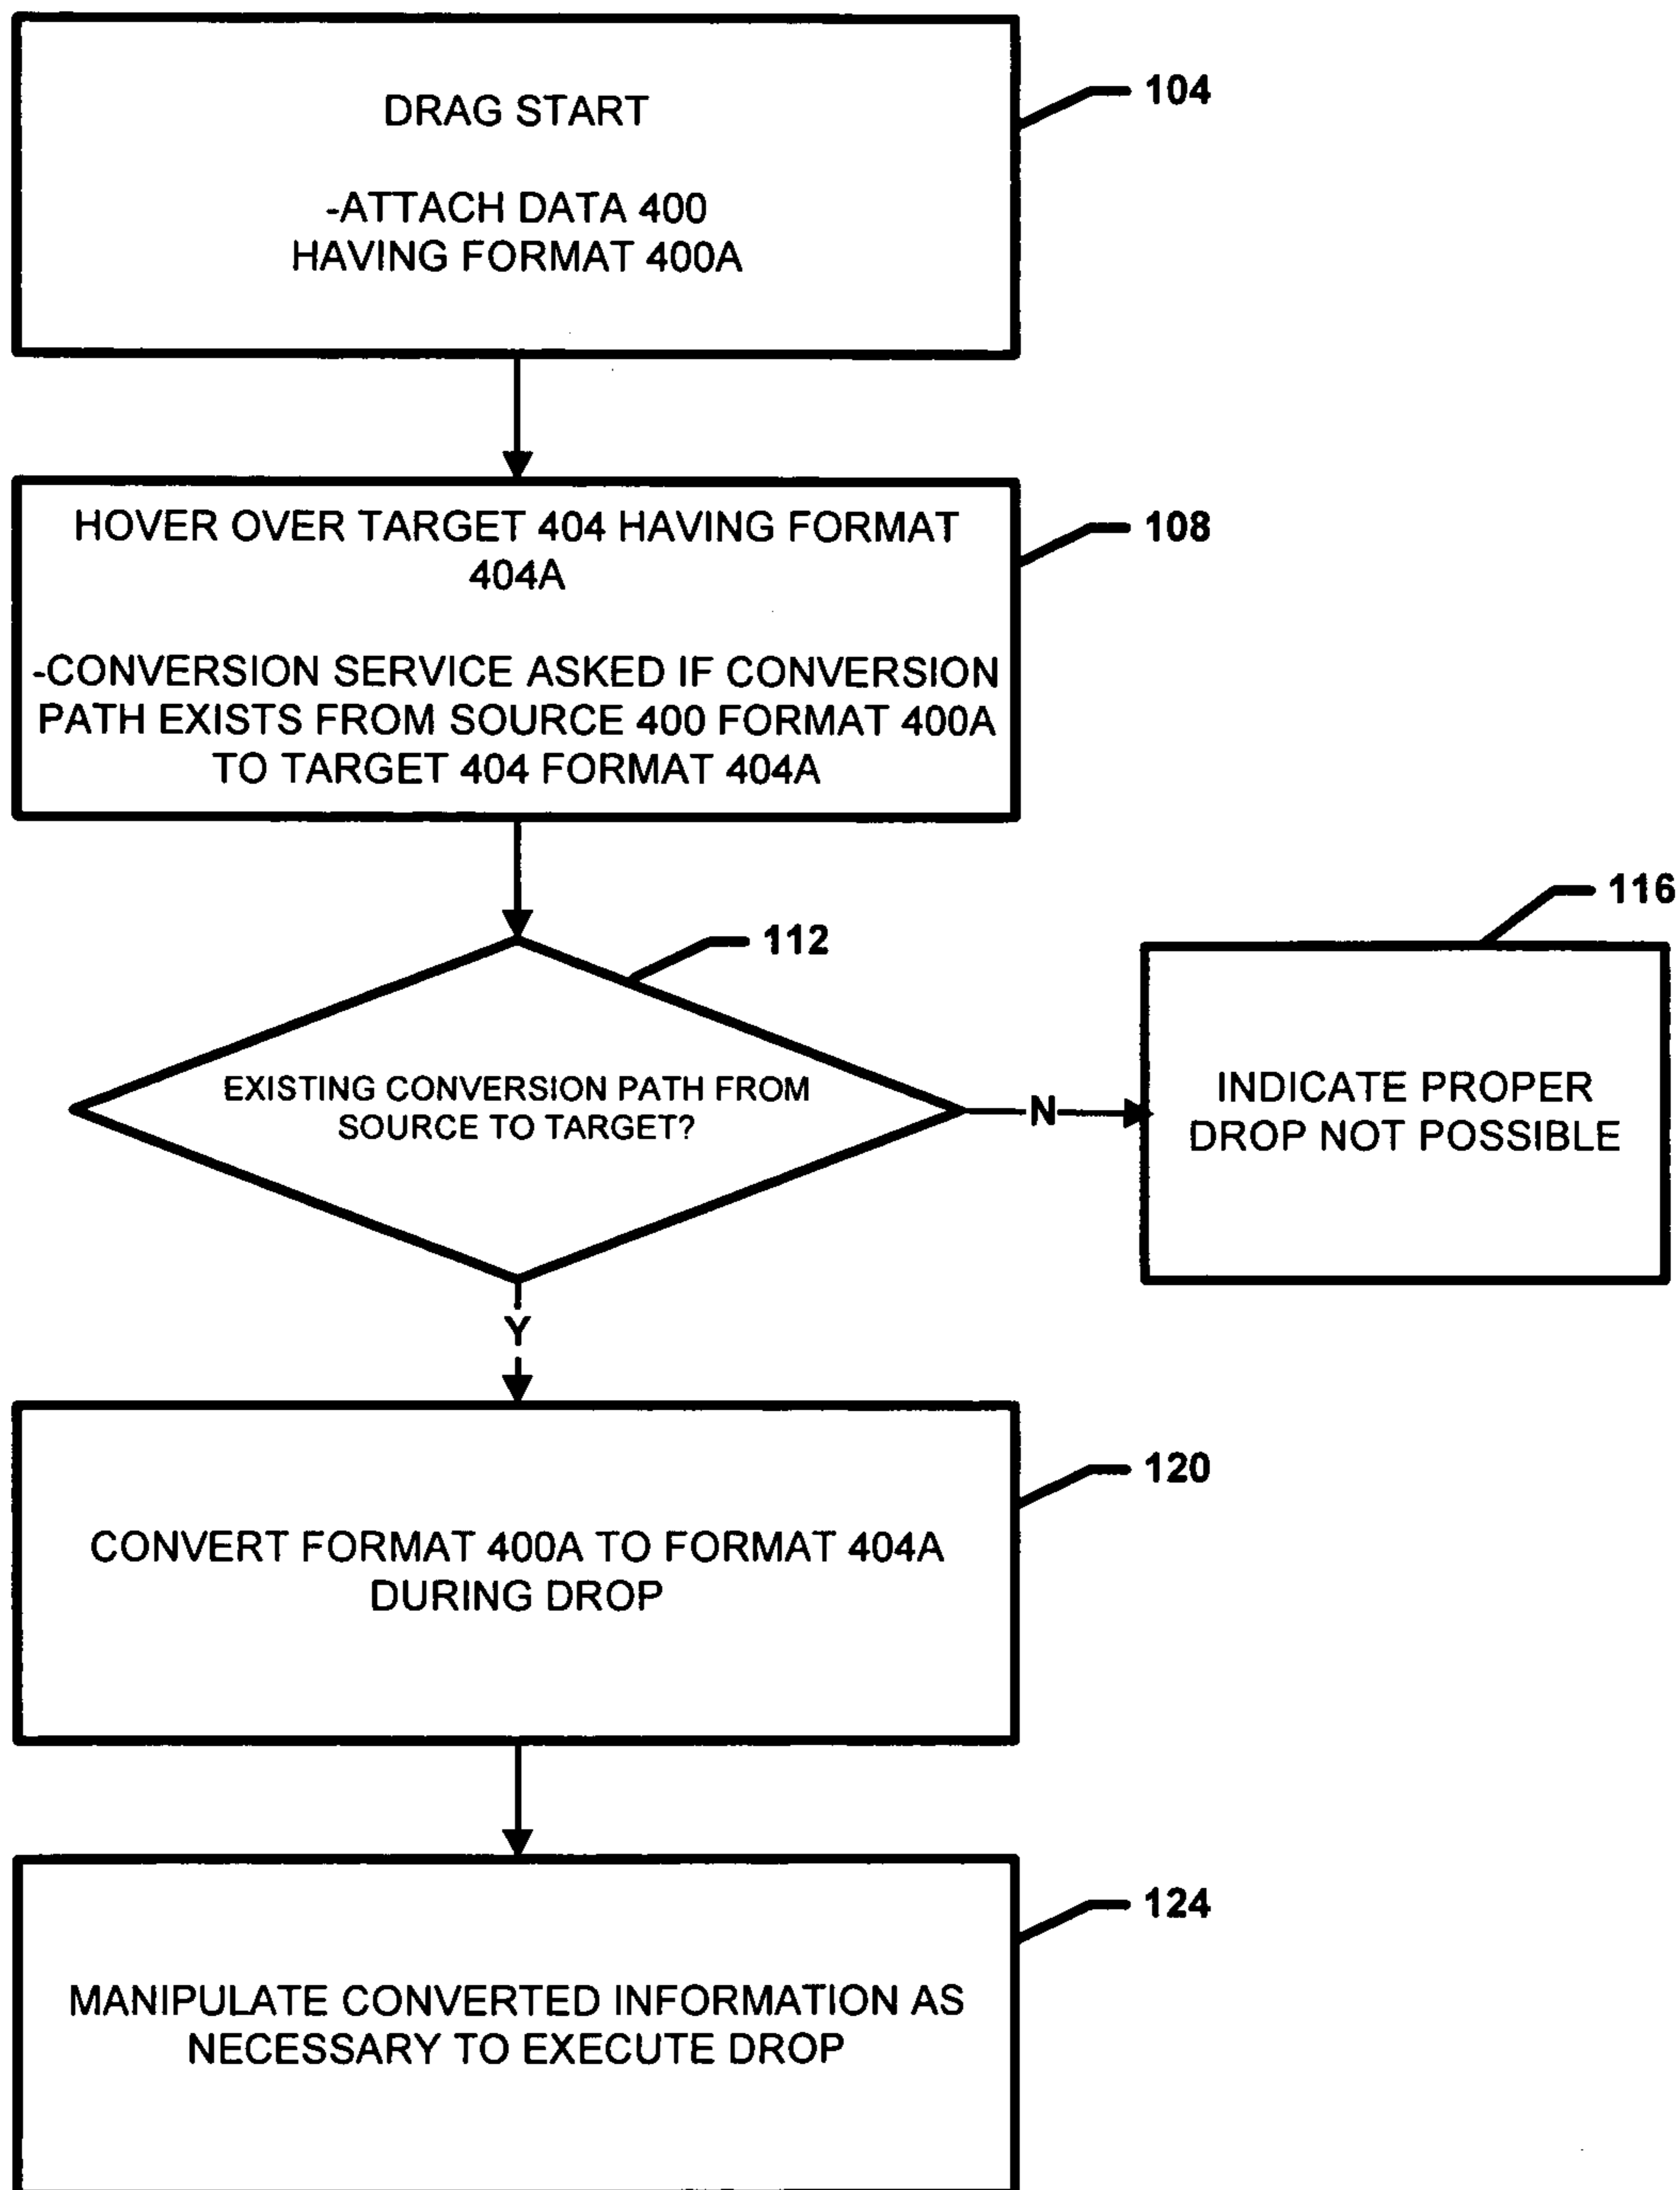 DRAG START
104
-ATTACH DATA 400
HAVING FORMAT 400A
HOVER OVER TARGET 404 HAVING FORMAT
404A
108
-CONVERSION SERVICE ASKED IF CONVERSION
PATH EXISTS FROM SOURCE 400 FORMAT 400A
TO TARGET 404 FORMAT 404A
112
116
EXISTING CONVERSION PATH FROM
SOURCE TO TARGET?
N
INDICATE PROPER
DROP NOT POSSIBLE
Y
120
CONVERT FORMAT 400A TO FORMAT 404A
DURING DROP
124
MANIPULATE CONVERTED INFORMATION AS
NECESSARY TO EXECUTE DROP